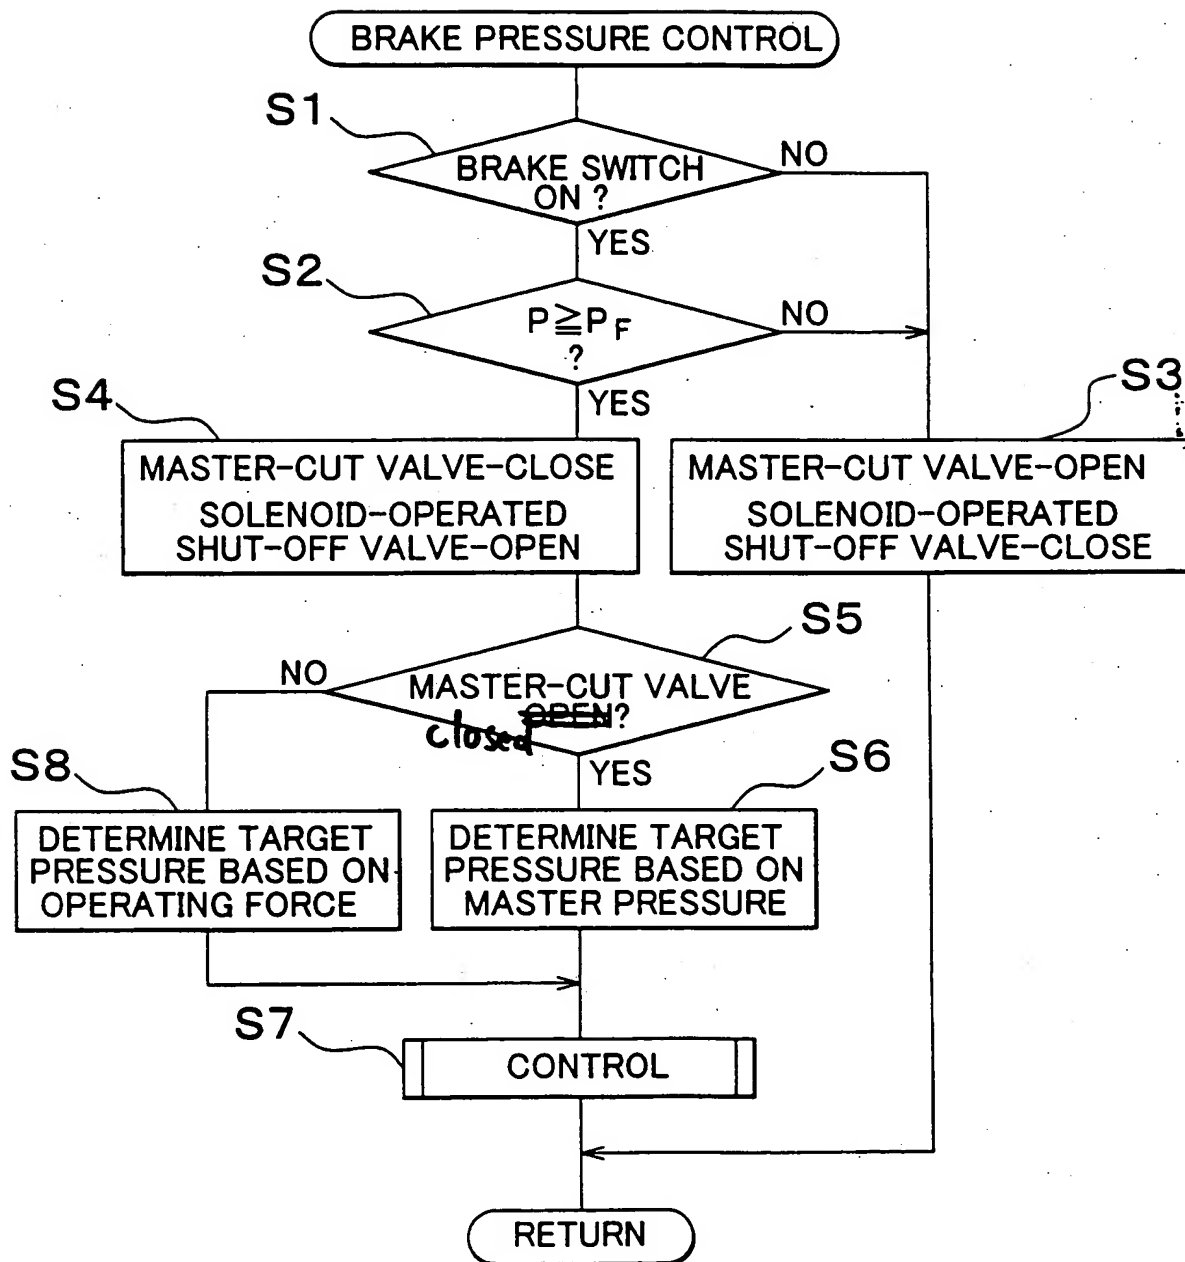 BRAKE PRESSURE CONTROL
S1
BRAKE SWITCH
ON ?
NO
YES
S2
P≧PF
?
NO
YES
S4
MASTER-CUT VALVE-CLOSE
SOLENOID-OPERATED
SHUT-OFF VALVE-OPEN
S3
MASTER-CUT VALVE-OPEN
SOLENOID-OPERATED
SHUT-OFF VALVE-CLOSE
S5
NO
MASTER-CUT VALVE
closed OPEN?
YES
S8
DETERMINE TARGET
PRESSURE BASED ON
OPERATING FORCE
S6
DETERMINE TARGET
PRESSURE BASED ON
MASTER PRESSURE
S7
CONTROL
RETURN